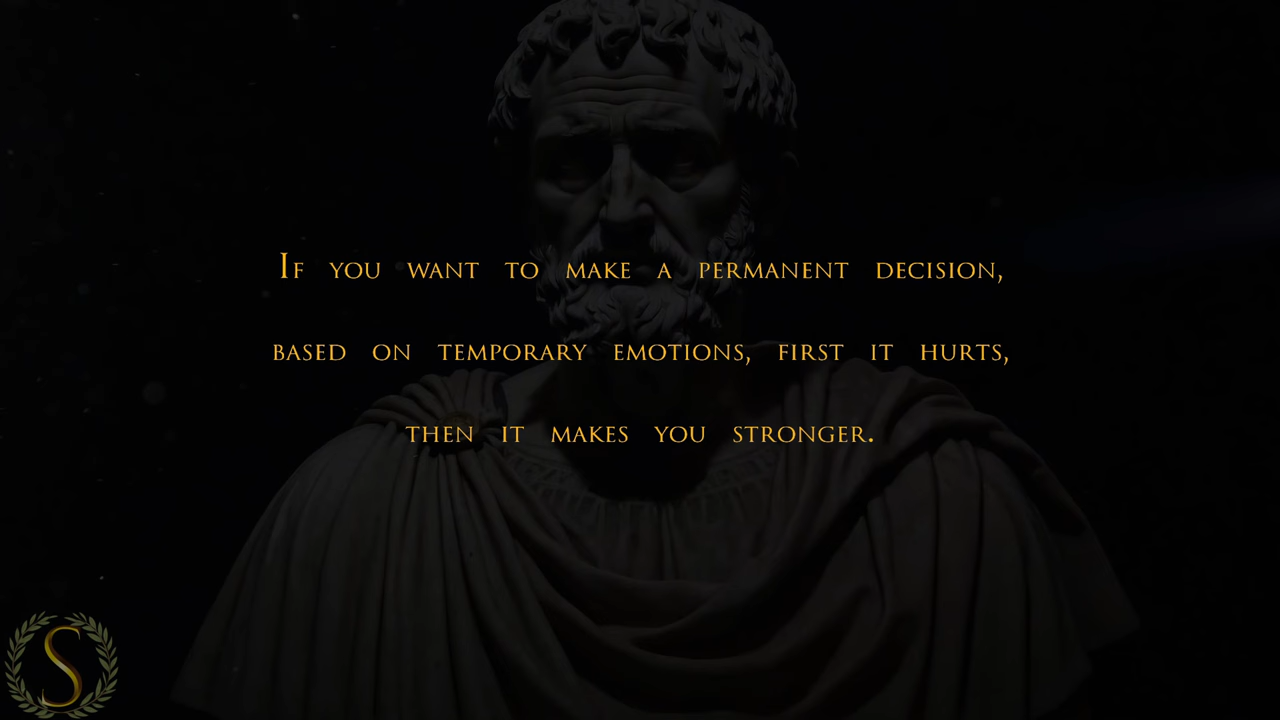 If you want to make a permanent decision,
based on temporary emotions, first it hurts,
then it makes you stronger.
S